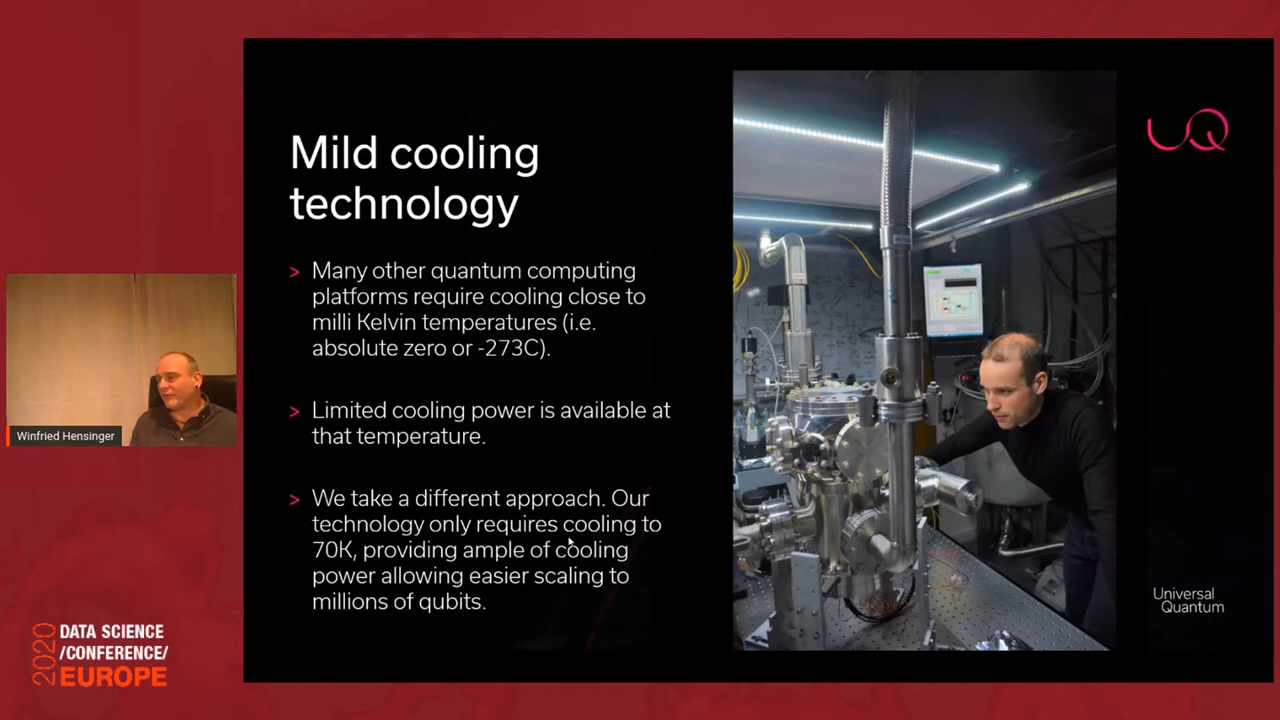 Mild cooling
technology
> Many other quantum computing
platforms require cooling close to
milli Kelvin temperatures (i.e.
absolute zero or -273C).
> Limited cooling power is available at
that temperature.
> We take a different approach. Our
technology only requires cooling to
70K, providing ample of cooling
power allowing easier scaling to
millions of qubits.
UQ
Universal
Quantum
Winfried Hensinger
2020
DATA SCIENCE
/CONFERENCE/
EUROPE